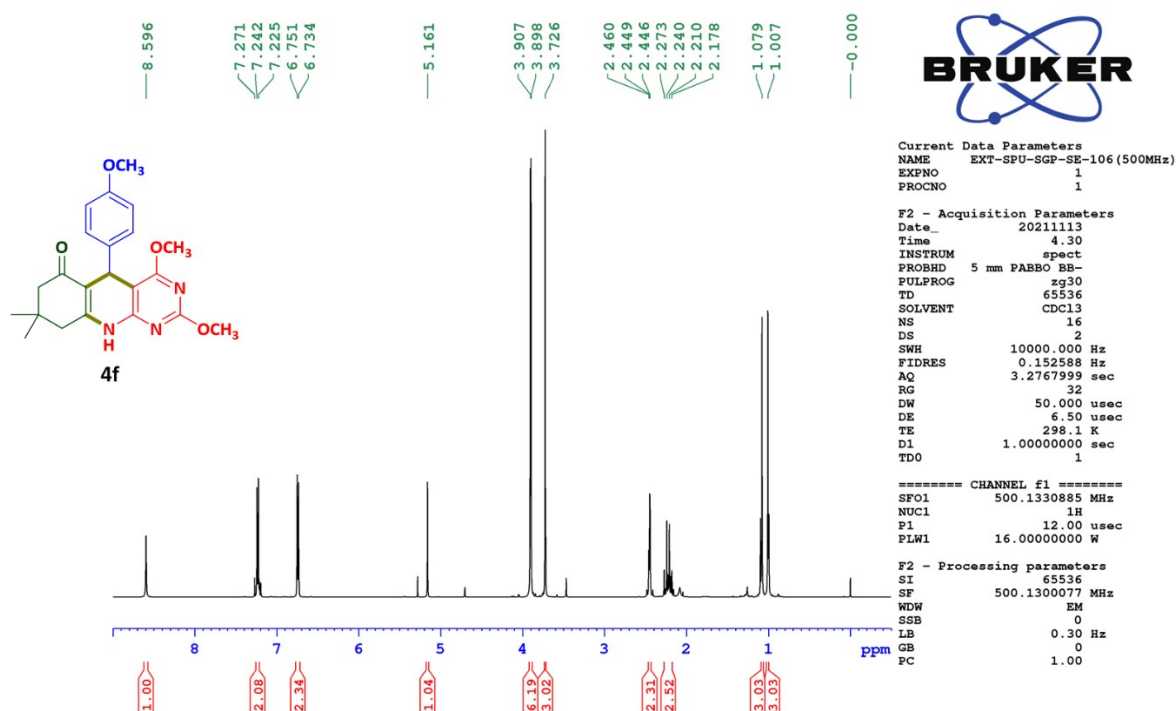 8.596
7.271
7.242
7.225
6.751
6.734
5.161
3.907
3.898
3.726
2.460
2.449
2.446
2.273
2.240
2.210
2.178
1.079
1.007
-0.000
BRUKER
OCH3
O
OCH3
N
N
H
N
OCH3
4f
Current Data Parameters
NAME EXT-SPU-SGP-SE-106(500MHz)
EXPNO 1
PROCNO 1
F2 - Acquisition Parameters
Date_ 20211113
Time 4.30
INSTRUM spect
PROBHD 5 mm PABBO BB-
PULPROG zg30
TD 65536
SOLVENT CDCl3
NS 16
DS 2
SWH 10000.000 Hz
FIDRES 0.152588 Hz
AQ 3.2767999 sec
RG 32
DW 50.000 usec
DE 6.50 usec
TE 298.1 K
D1 1.00000000 sec
TD0 1
======== CHANNEL f1 ========
SFO1 500.1330885 MHz
NUC1 1H
P1 12.00 usec
PLW1 16.00000000 W
F2 - Processing parameters
SI 65536
SF 500.1300077 MHz
WDW EM
SSB 0
LB 0.30 Hz
GB 0
PC 1.00
8 7 6 5 4 3 2 1 ppm
1.00
2.08
2.34
1.04
6.19
3.02
2.31
2.52
3.03
3.03